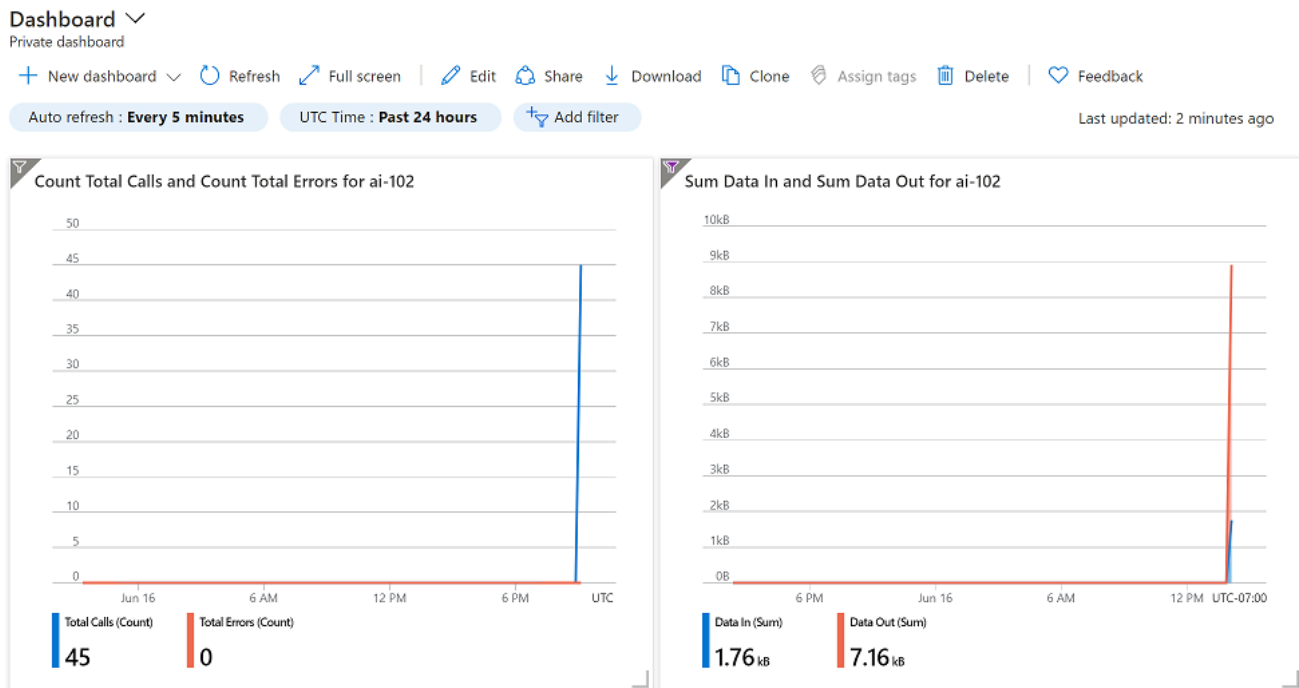 Dashboard
Private dashboard
New dashboard Refresh Full screen Edit Share Download Clone Assign tags Delete Feedback
Auto refresh : Every 5 minutes UTC Time : Past 24 hours Add filter Last updated: 2 minutes ago
Count Total Calls and Count Total Errors for ai-102
50
45
40
35
30
25
20
15
10
5
0
Jun 16 6 AM 12 PM 6 PM UTC
Total Calls (Count) Total Errors (Count)
45 0
Sum Data In and Sum Data Out for ai-102
10kB
9kB
8kB
7kB
6kB
5kB
4kB
3kB
2kB
1kB
0B
6 PM Jun 16 6 AM 12 PM UTC-07:00
Data In (Sum) Data Out (Sum)
1.76 kB 7.16 kB